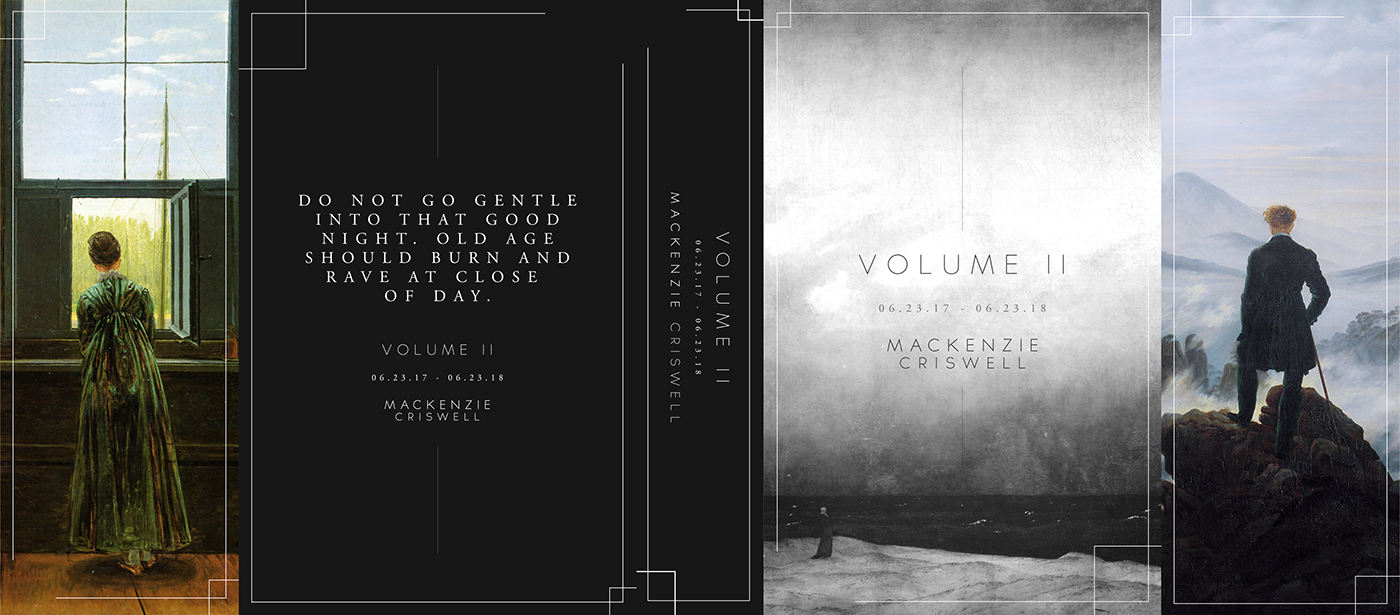 DO NOT GO GENTLE
INTO THAT GOOD
NIGHT. OLD AGE
SHOULD BURN AND
RAVE AT CLOSE
OF DAY.
VOLUME II
06.23.17 - 06.23.18
MACKENZIE
CRISWELL
VOLUME II
06.23.17 - 06.23.18
MACKENZIE CRISWELL
VOLUME II
06.23.17 - 06.23.18
MACKENZIE
CRISWELL